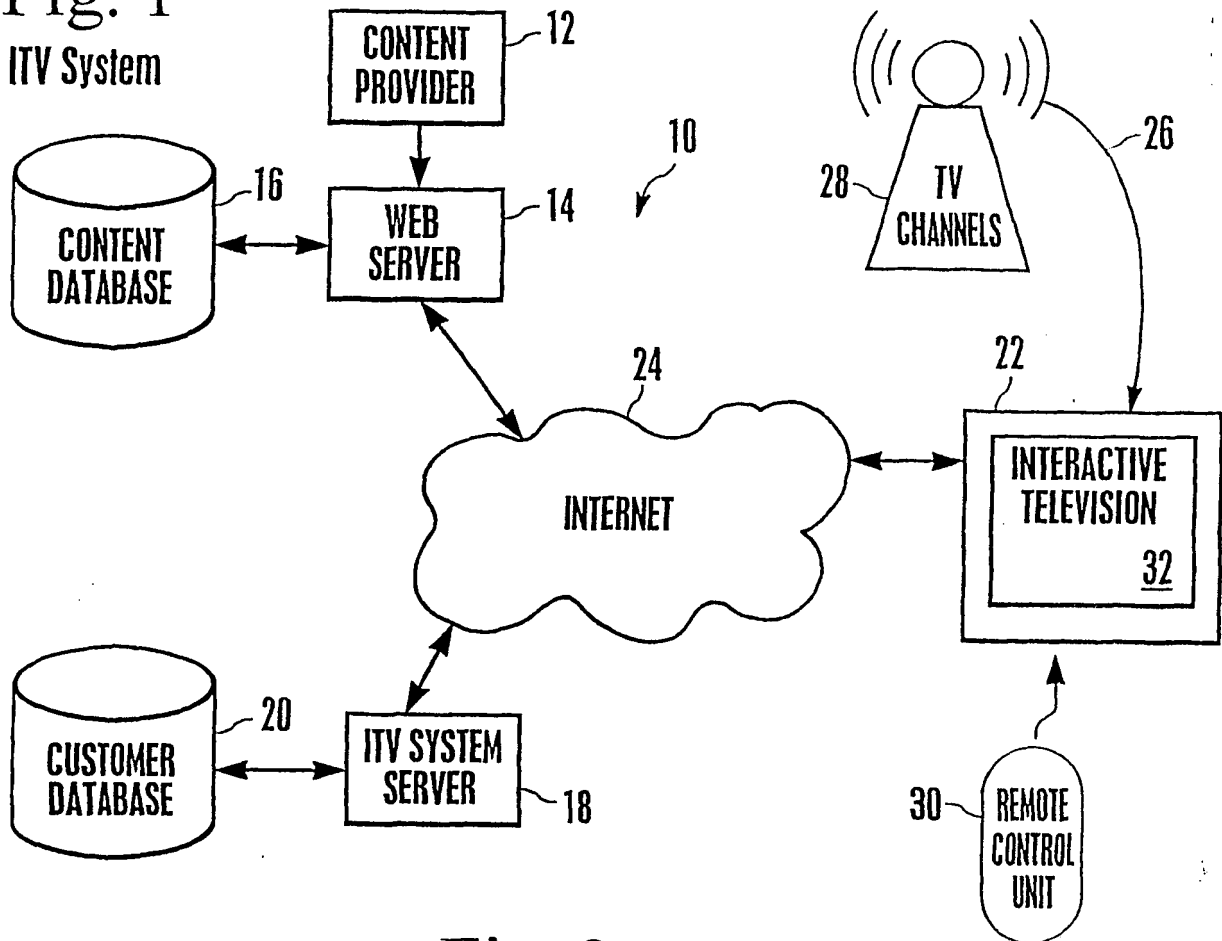 Fig. 1
ITV System
CONTENT
PROVIDER
12
10
26
16
14
28
TV
CHANNELS
CONTENT
DATABASE
WEB
SERVER
24
22
INTERNET
INTERACTIVE
TELEVISION
32
20
CUSTOMER
DATABASE
ITV SYSTEM
SERVER
18
30
REMOTE
CONTROL
UNIT